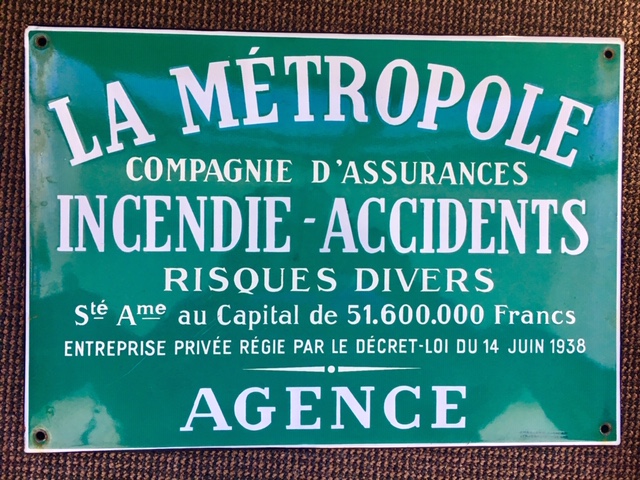 LA MÉTROPOLE
COMPAGNIE D'ASSURANCES
INCENDIE - ACCIDENTS
RISQUES DIVERS
Sté Ame au Capital de 51.600.000 Francs
ENTREPRISE PRIVÉE RÉGIE PAR LE DÉCRET-LOI DU 14 JUIN 1938
AGENCE